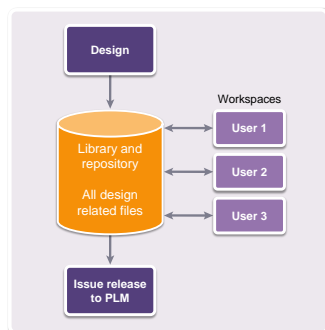 Design
Workspaces
Library and
repository
All design
related files
User 1
User 2
User 3
Issue release
to PLM